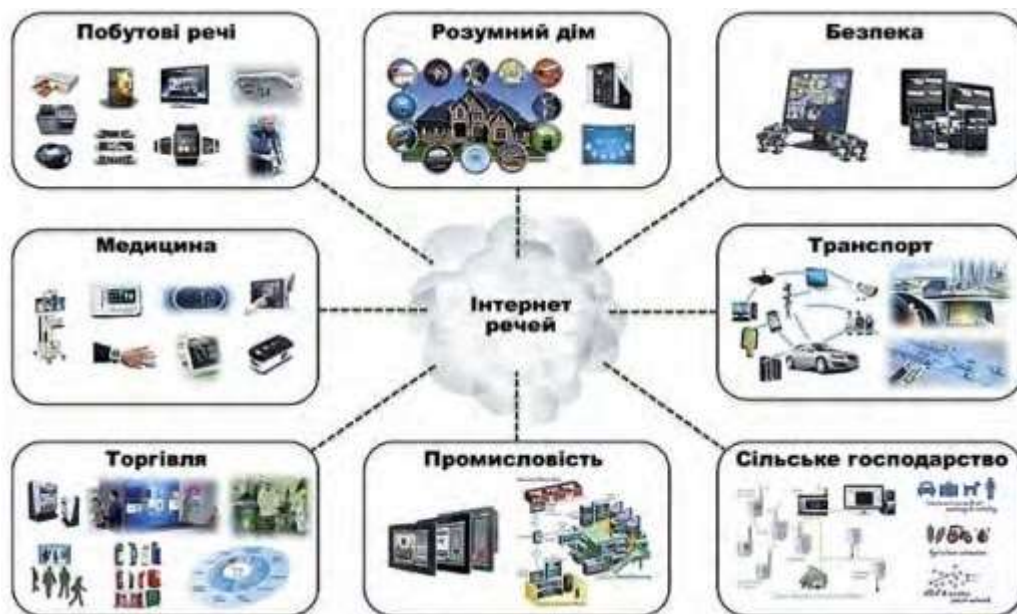 Побутові речі
Розумний дім
Безпека
Медицина
Інтернет
речей
Транспорт
Торгівля
Промисловість
Сільське господарство